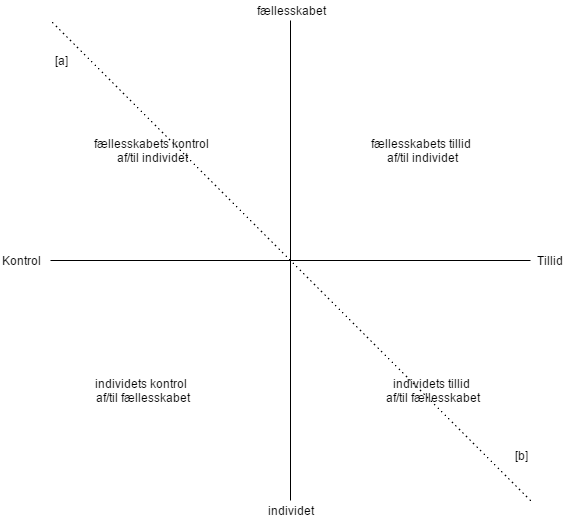 fællesskabet
[a]
fællesskabets kontrol
af/til individet
fællesskabets tillid
af/til individet
Kontrol
Tillid
individets kontrol
af/til fællesskabet
individets tillid
af/til fællesskabet
[b]
individet